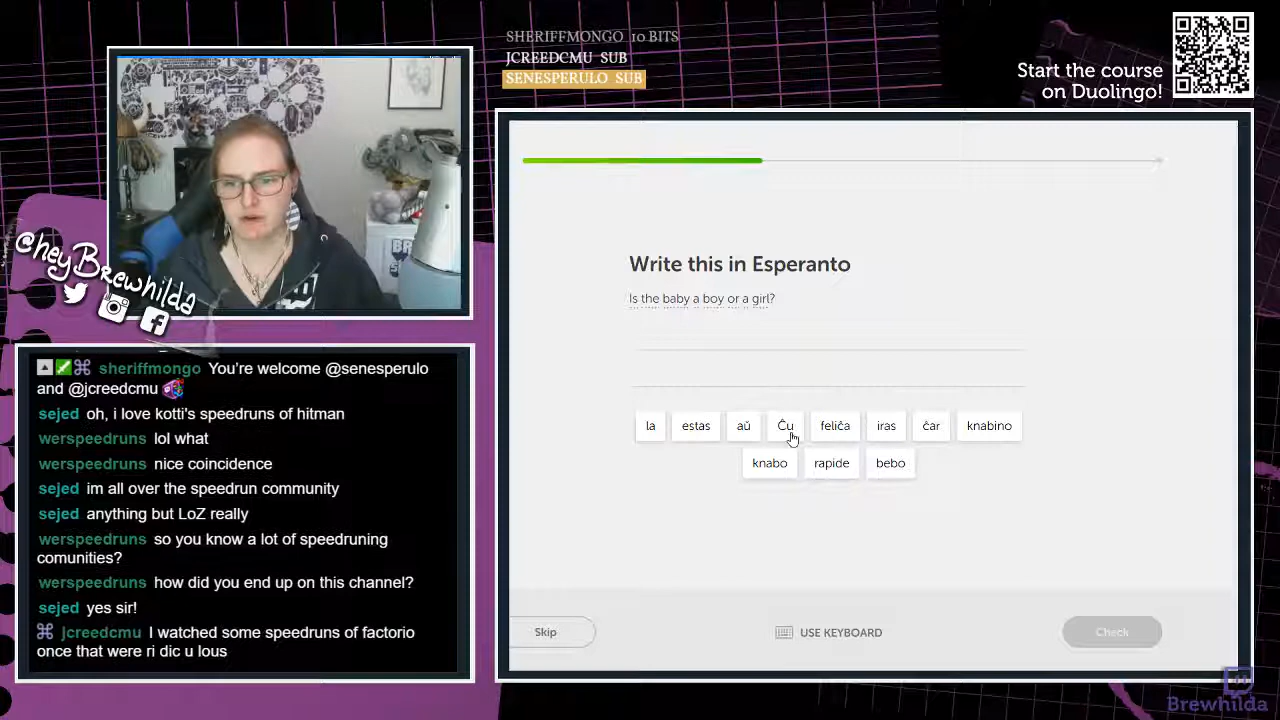 SHERIFFMONGO 10 BITS
JCREEDCMU SUB
SENESPERULO SUB
Start the course
on Duolingo!
@heyBrewhilda
Write this in Esperanto
Is the baby a boy or a girl?
la estas aŭ Ĉu feliĉa iras ĉar knabino
knabo rapide bebo
Skip
USE KEYBOARD
Check
sheriffmongo You're welcome @senesperulo
and @jcreedcmu
sejed oh, i love kotti's speedruns of hitman
werspeedruns lol what
werspeedruns nice coincidence
sejed im all over the speedrun community
sejed anything but LoZ really
werspeedruns so you know a lot of speedruning
comunities?
werspeedruns how did you end up on this channel?
sejed yes sir!
jcreedcmu I watched some speedruns of factorio
once that were ri dic u lous
Brewhilda